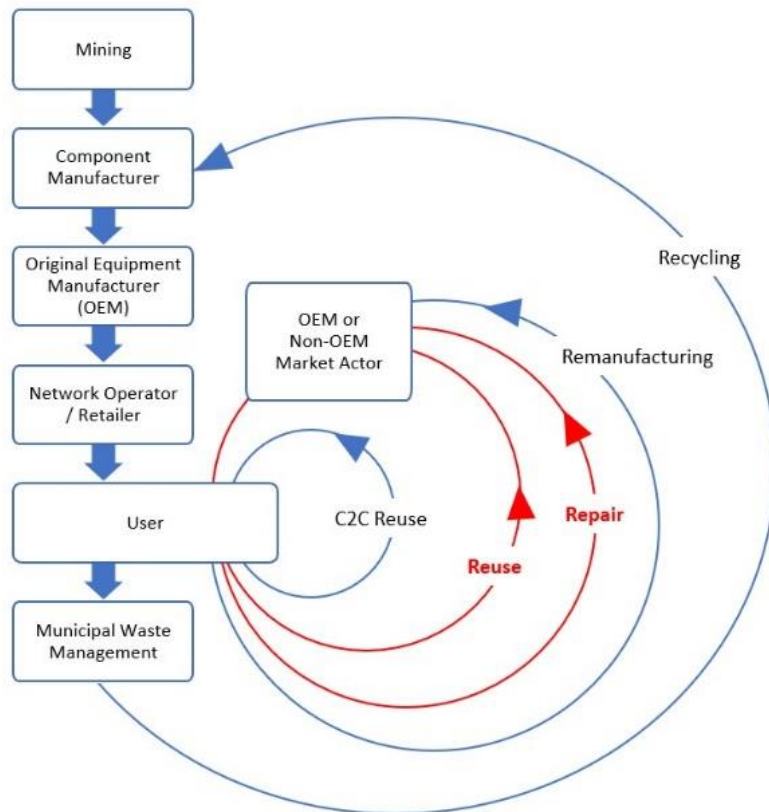 Mining
Component
Manufacturer
Original Equipment
Manufacturer
(OEM)
Network Operator
/ Retailer
User
Municipal Waste
Management
OEM or
Non-OEM
Market Actor
C2C Reuse
Reuse
Repair
Remanufacturing
Recycling